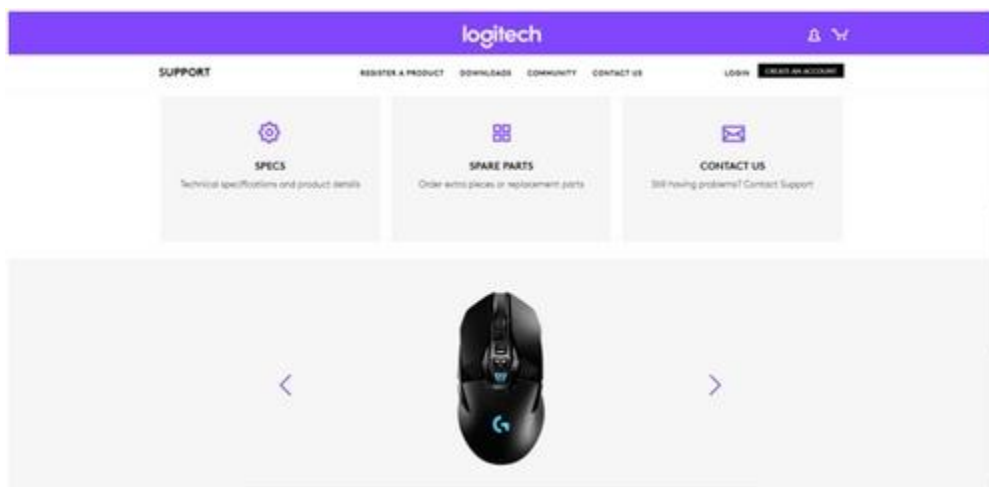 logitech
SUPPORT REGISTER A PRODUCT DOWNLOADS COMMUNITY CONTACT US LOGIN CREATE AN ACCOUNT
SPECS SPARE PARTS CONTACT US
Technical specifications and product details Order extra pieces or replacement parts Still having problems? Contact Support